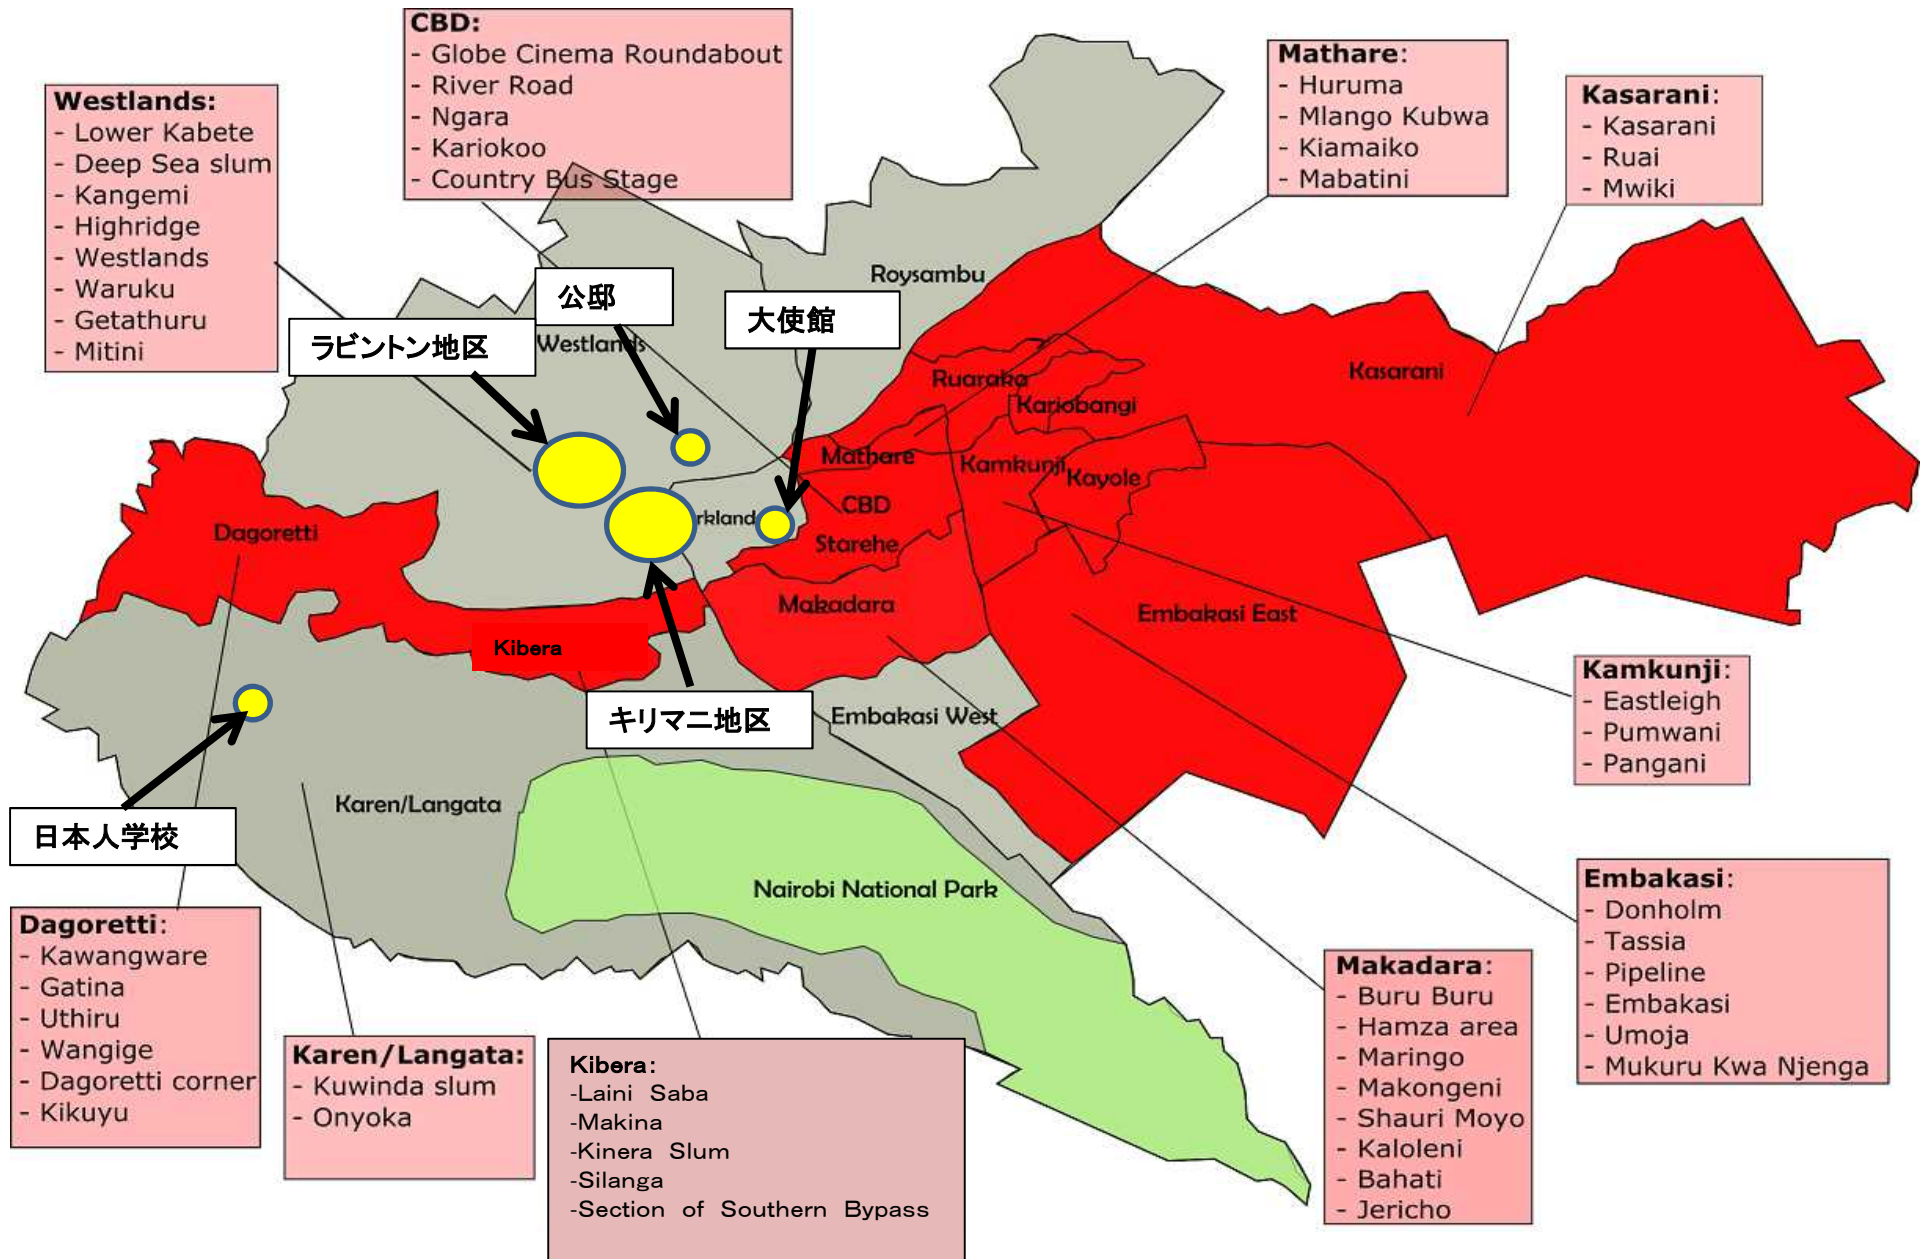 CBD:
- Globe Cinema Roundabout
- River Road
- Ngara
- Kariokoo
- Country Bus Stage
Mathare:
- Huruma
- Mlango Kubwa
- Kiamaiko
- Mabatini
Kasarani:
- Kasarani
- Ruai
- Mwiki
Westlands:
- Lower Kabete
- Deep Sea slum
- Kangemi
- Highridge
- Westlands
- Waruku
- Getathuru
- Mitini
Roysambu
公邸
大使館
ラビントン地区
Westlands
Ruaraka
Kasarani
Kariobangi
Mathare
Kamkunji
Kayole
CBD
rkland
Dagoretti
Starehe
Makadara
Embakasi East
Kibera
キリマニ地区
Embakasi West
Kamkunji:
- Eastleigh
- Pumwani
- Pangani
Karen/Langata
日本人学校
Nairobi National Park
Embakasi:
- Donholm
- Tassia
- Pipeline
- Embakasi
- Umoja
- Mukuru Kwa Njenga
Dagoretti:
- Kawangware
- Gatina
- Uthiru
- Wangige
- Dagoretti corner
- Kikuyu
Karen/Langata:
- Kuwinda slum
- Onyoka
Kibera:
-Laini Saba
-Makina
-Kinera Slum
-Silanga
-Section of Southern Bypass
Makadara:
- Buru Buru
- Hamza area
- Maringo
- Makongeni
- Shauri Moyo
- Kaloleni
- Bahati
- Jericho